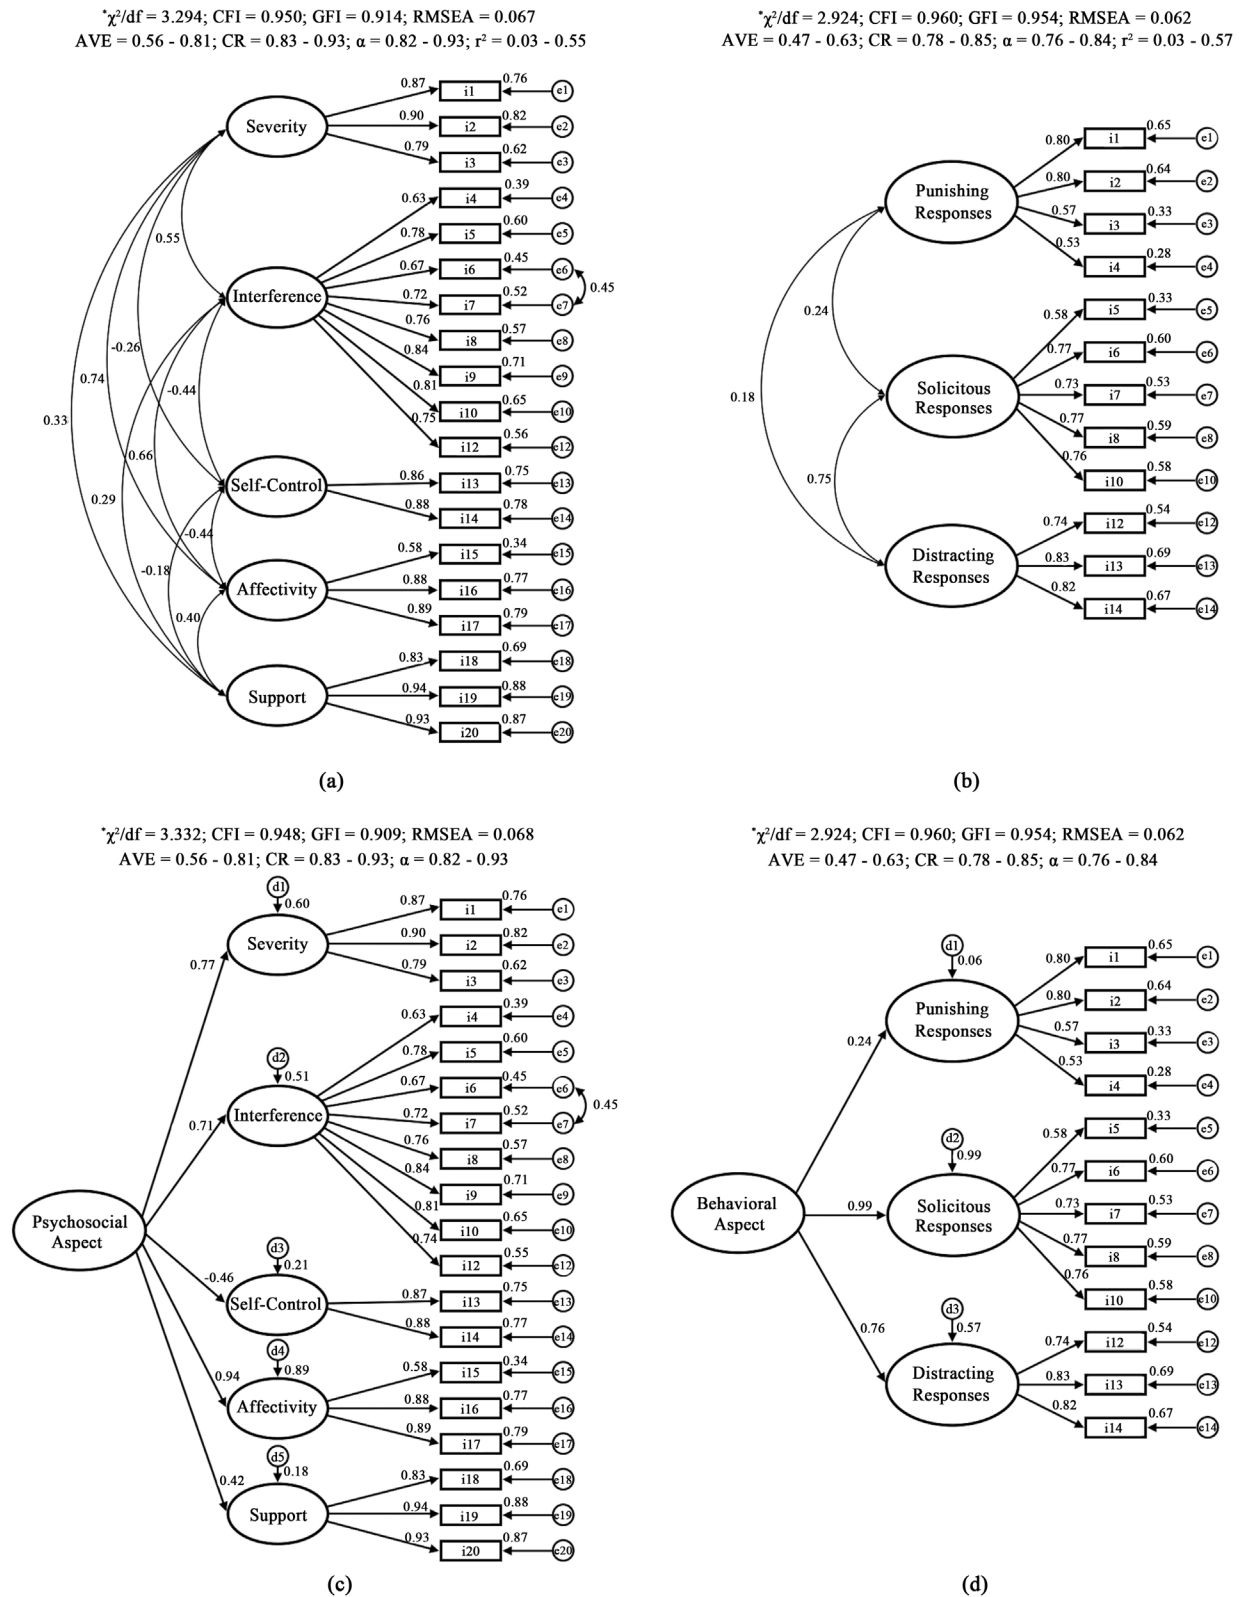 *χ²/df = 3.294; CFI = 0.950; GFI = 0.914; RMSEA = 0.067
AVE = 0.56 - 0.81; CR = 0.83 - 0.93; α = 0.82 - 0.93; r² = 0.03 - 0.55
Severity
0.87 i1 0.76 e1
0.90 i2 0.82 e2
0.79 i3 0.62 e3
Interference
0.63 i4 0.39 e4
0.78 i5 0.60 e5
0.67 i6 0.45 e6
0.72 i7 0.52 e7
0.45
0.76 i8 0.57 e8
0.84 i9 0.71 e9
0.81 i10 0.65 e10
0.75 i12 0.56 e12
Self-Control
0.86 i13 0.75 e13
0.88 i14 0.78 e14
Affectivity
0.58 i15 0.34 e15
0.88 i16 0.77 e16
0.89 i17 0.79 e17
Support
0.83 i18 0.69 e18
0.94 i19 0.88 e19
0.93 i20 0.87 e20
0.55
-0.26
0.74
-0.44
0.33
0.66
0.29
-0.44
-0.18
0.40
(a)
*χ²/df = 2.924; CFI = 0.960; GFI = 0.954; RMSEA = 0.062
AVE = 0.47 - 0.63; CR = 0.78 - 0.85; α = 0.76 - 0.84; r² = 0.03 - 0.57
Punishing
Responses
0.80 i1 0.65 e1
0.80 i2 0.64 e2
0.57 i3 0.33 e3
0.53 i4 0.28 e4
Solicitous
Responses
0.58 i5 0.33 e5
0.77 i6 0.60 e6
0.73 i7 0.53 e7
0.77 i8 0.59 e8
0.76 i10 0.58 e10
Distracting
Responses
0.74 i12 0.54 e12
0.83 i13 0.69 e13
0.82 i14 0.67 e14
0.24
0.18
0.75
(b)
*χ²/df = 3.332; CFI = 0.948; GFI = 0.909; RMSEA = 0.068
AVE = 0.56 - 0.81; CR = 0.83 - 0.93; α = 0.82 - 0.93
Psychosocial
Aspect
0.77
d1 0.60
Severity
0.87 i1 0.76 e1
0.90 i2 0.82 e2
0.79 i3 0.62 e3
0.71
d2 0.51
Interference
0.63 i4 0.39 e4
0.78 i5 0.60 e5
0.67 i6 0.45 e6
0.72 i7 0.52 e7
0.45
0.76 i8 0.57 e8
0.84 i9 0.71 e9
0.81 i10 0.65 e10
0.74 i12 0.55 e12
-0.46
d3 0.21
Self-Control
0.87 i13 0.75 e13
0.88 i14 0.77 e14
0.94
d4 0.89
Affectivity
0.58 i15 0.34 e15
0.88 i16 0.77 e16
0.89 i17 0.79 e17
0.42
d5 0.18
Support
0.83 i18 0.69 e18
0.94 i19 0.88 e19
0.93 i20 0.87 e20
(c)
*χ²/df = 2.924; CFI = 0.960; GFI = 0.954; RMSEA = 0.062
AVE = 0.47 - 0.63; CR = 0.78 - 0.85; α = 0.76 - 0.84
Behavioral
Aspect
0.24
d1 0.06
Punishing
Responses
0.80 i1 0.65 e1
0.80 i2 0.64 e2
0.57 i3 0.33 e3
0.53 i4 0.28 e4
0.99
d2 0.99
Solicitous
Responses
0.58 i5 0.33 e5
0.77 i6 0.60 e6
0.73 i7 0.53 e7
0.77 i8 0.59 e8
0.76 i10 0.58 e10
0.76
d3 0.57
Distracting
Responses
0.74 i12 0.54 e12
0.83 i13 0.69 e13
0.82 i14 0.67 e14
(d)